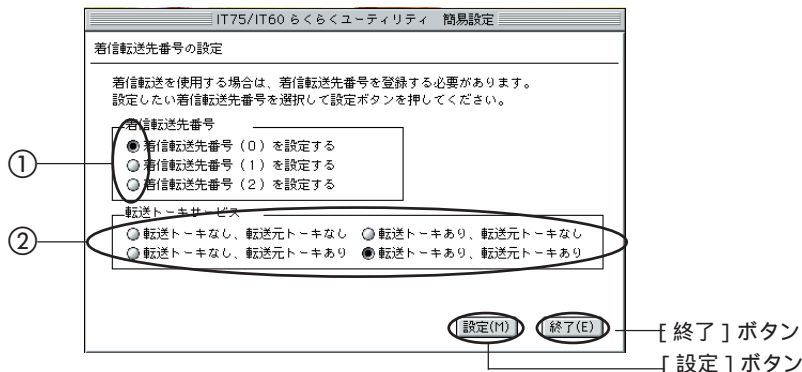 IT75/IT60 らくらくユーティリティ 簡易設定
着信転送先番号の設定
着信転送を使用する場合は、着信転送先番号を登録する必要があります。
設定したい着信転送先番号を選択して設定ボタンを押してください。
着信転送先番号
着信転送先番号（0）を設定する
① 着信転送先番号（1）を設定する
着信転送先番号（2）を設定する
転送トーキサービス
② 転送トーキなし、転送元トーキなし 転送トーキあり、転送元トーキなし
転送トーキなし、転送元トーキあり 転送トーキあり、転送元トーキあり
設定(M) 終了(E) [ 終了 ] ボタン
[ 設定 ] ボタン